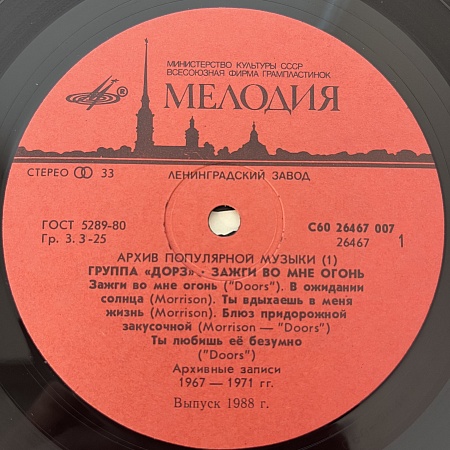 МИНИСТЕРСТВО КУЛЬТУРЫ СССР
ВСЕСОЮЗНАЯ ФИРМА ГРАМПЛАСТИНОК
® МЕЛОДИЯ
СТЕРЕО 33 ЛЕНИНГРАДСКИЙ ЗАВОД
ГОСТ 5289-80 С60 26467 007
Гр. 3. 3-25 26467 1
АРХИВ ПОПУЛЯРНОЙ МУЗЫКИ (1)
ГРУППА «ДОРЗ» - ЗАЖГИ ВО МНЕ ОГОНЬ
Зажги во мне огонь ("Doors"). В ожидании
солнца (Morrison). Ты вдыхаешь в меня
жизнь (Morrison). Блюз придорожной
закусочной (Morrison — "Doors")
Ты любишь её безумно
("Doors")
Архивные записи
1967 — 1971 гг.
Выпуск 1988 г.